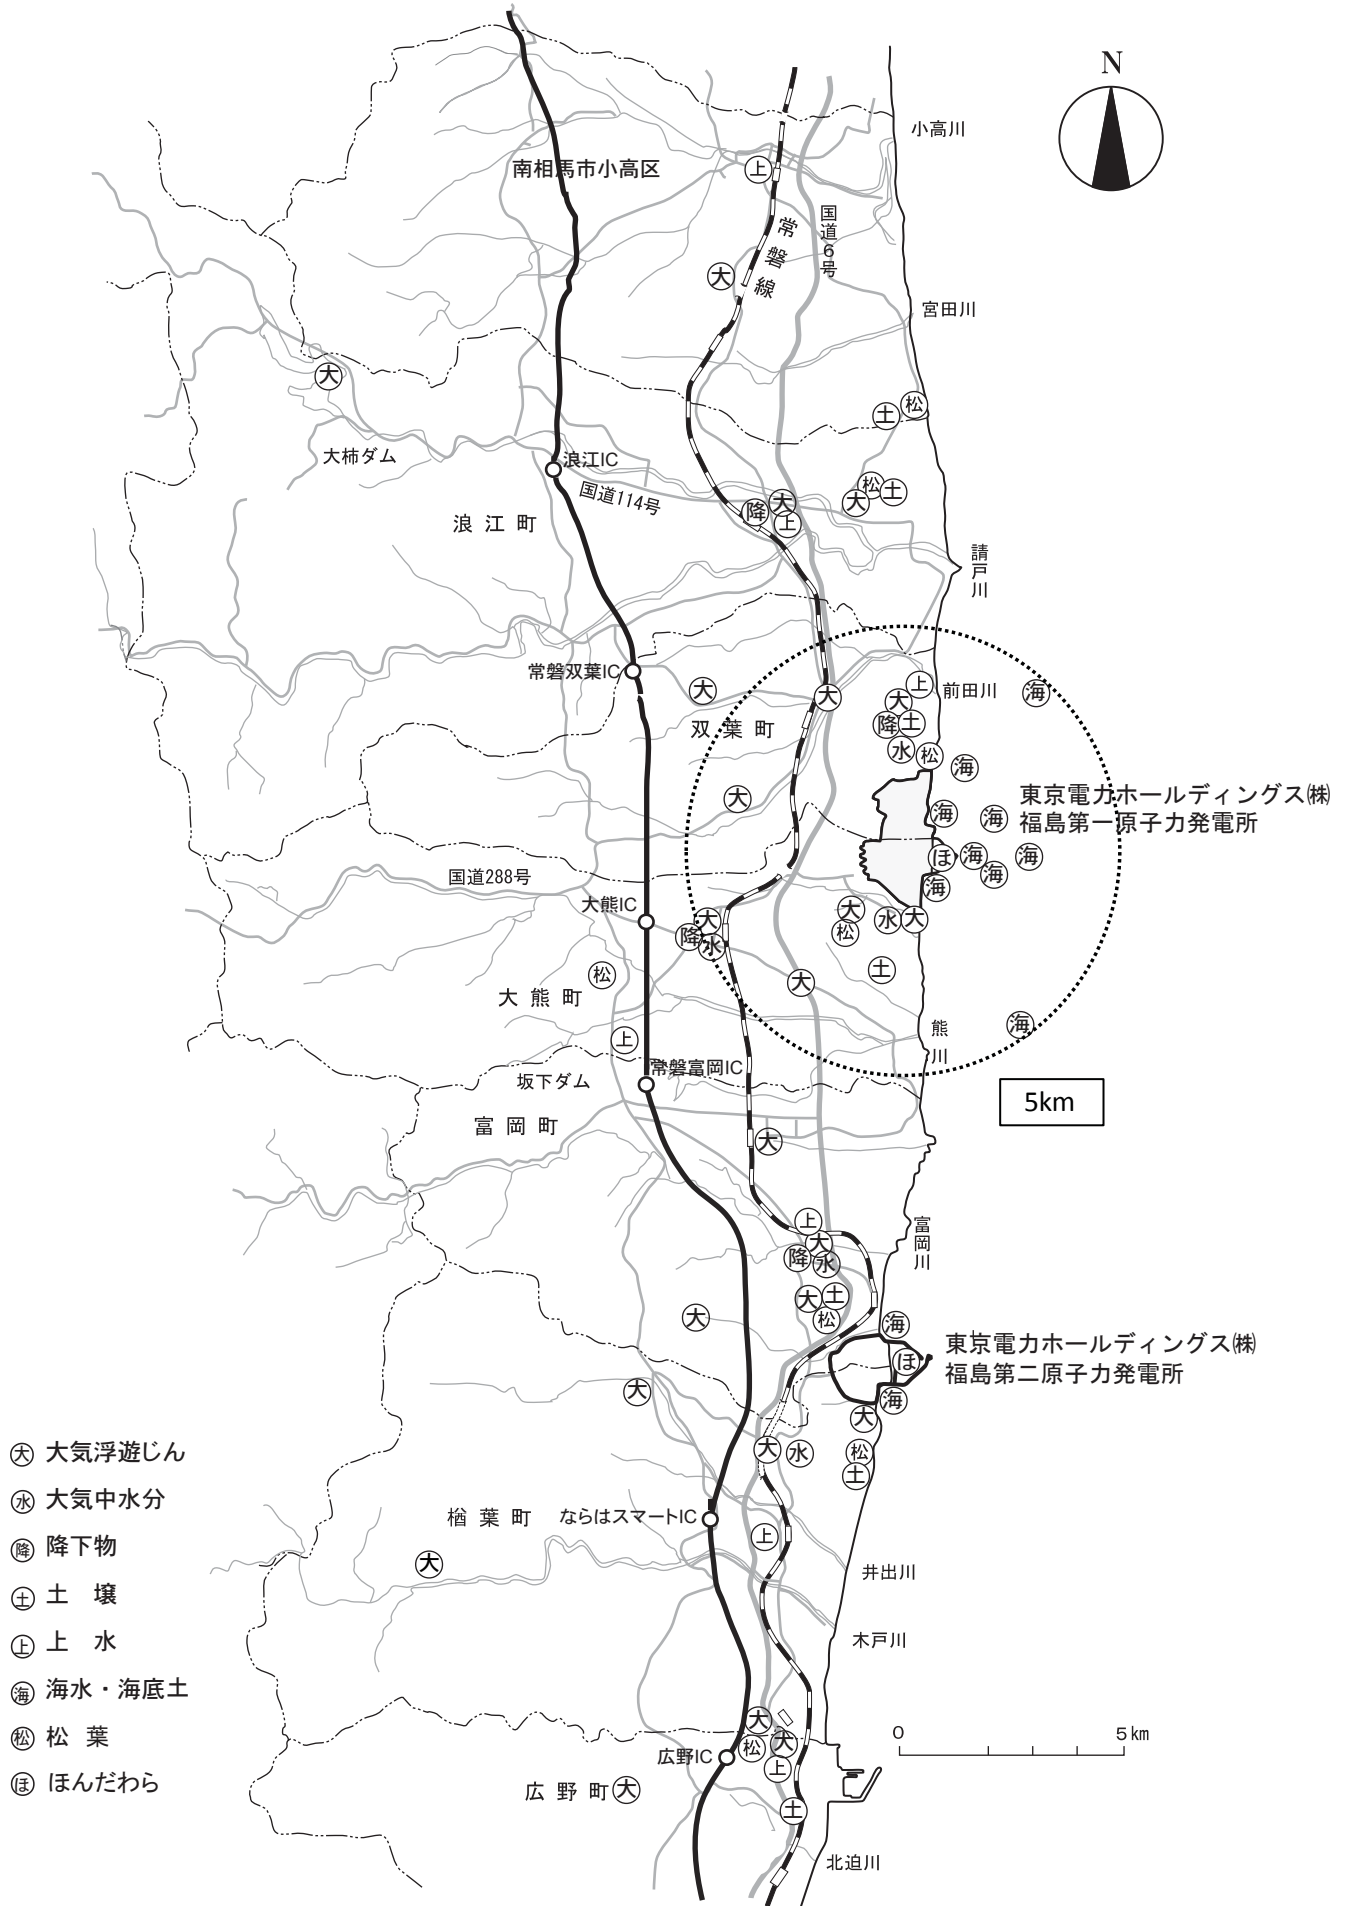 N
小高川
南相馬市小高区
上
国道6号
常磐線
大
宮田川
大
松
土
大柿ダム
浪江IC
国道114号
松
土
大
大
降
上
浪江町
請戸川
常磐双葉IC
大
大
上
前田川
海
大
降
土
双葉町
水
松
海
大
東京電力ホールディングス㈱
福島第一原子力発電所
海
海
ほ
海
海
海
海
国道288号
大熊IC
大
降
水
大
松
水
大
松
土
大
大熊町
海
熊川
上
常磐富岡IC
坂下ダム
5km
富岡町
大
上
富岡川
大
降
水
大
土
松
大
海
東京電力ホールディングス㈱
福島第二原子力発電所
ほ
海
大
大
大
水
松
土
楢葉町
ならはスマートIC
上
大
井出川
木戸川
大
松
大
上
広野IC
広野町
大
土
北迫川
0
5km
大 大気浮遊じん
水 大気中水分
降 降下物
土 土 壌
上 上 水
海 海水・海底土
松 松 葉
ほ ほんだわら